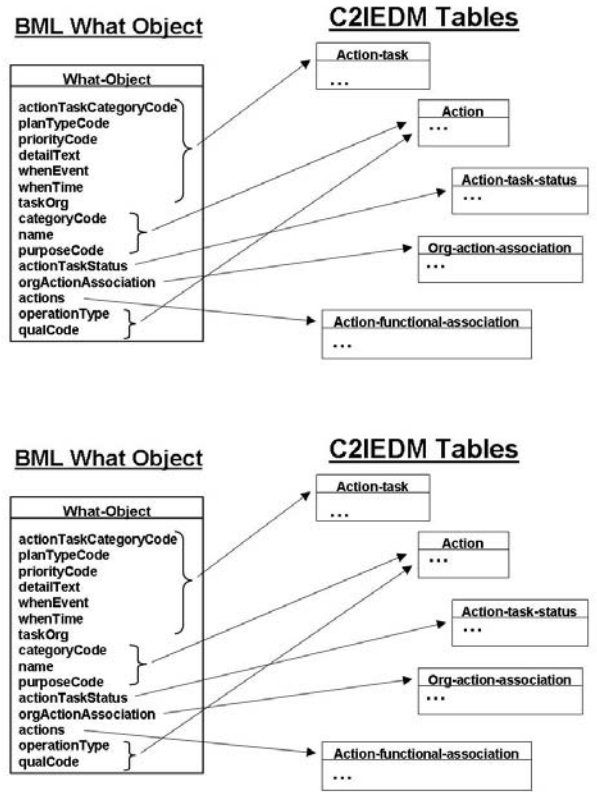 BML What Object
C2IEDM Tables
What-Object
actionTaskCategoryCode
planTypeCode
priorityCode
detailText
whenEvent
whenTime
taskOrg
categoryCode
name
purposeCode
actionTaskStatus
orgActionAssociation
actions
operationType
qualCode
Action-task
...
Action
...
Action-task-status
...
Org-action-association
...
Action-functional-association
...
BML What Object
C2IEDM Tables
What-Object
actionTaskCategoryCode
planTypeCode
priorityCode
detailText
whenEvent
whenTime
taskOrg
categoryCode
name
purposeCode
actionTaskStatus
orgActionAssociation
actions
operationType
qualCode
Action-task
...
Action
...
Action-task-status
...
Org-action-association
...
Action-functional-association
...